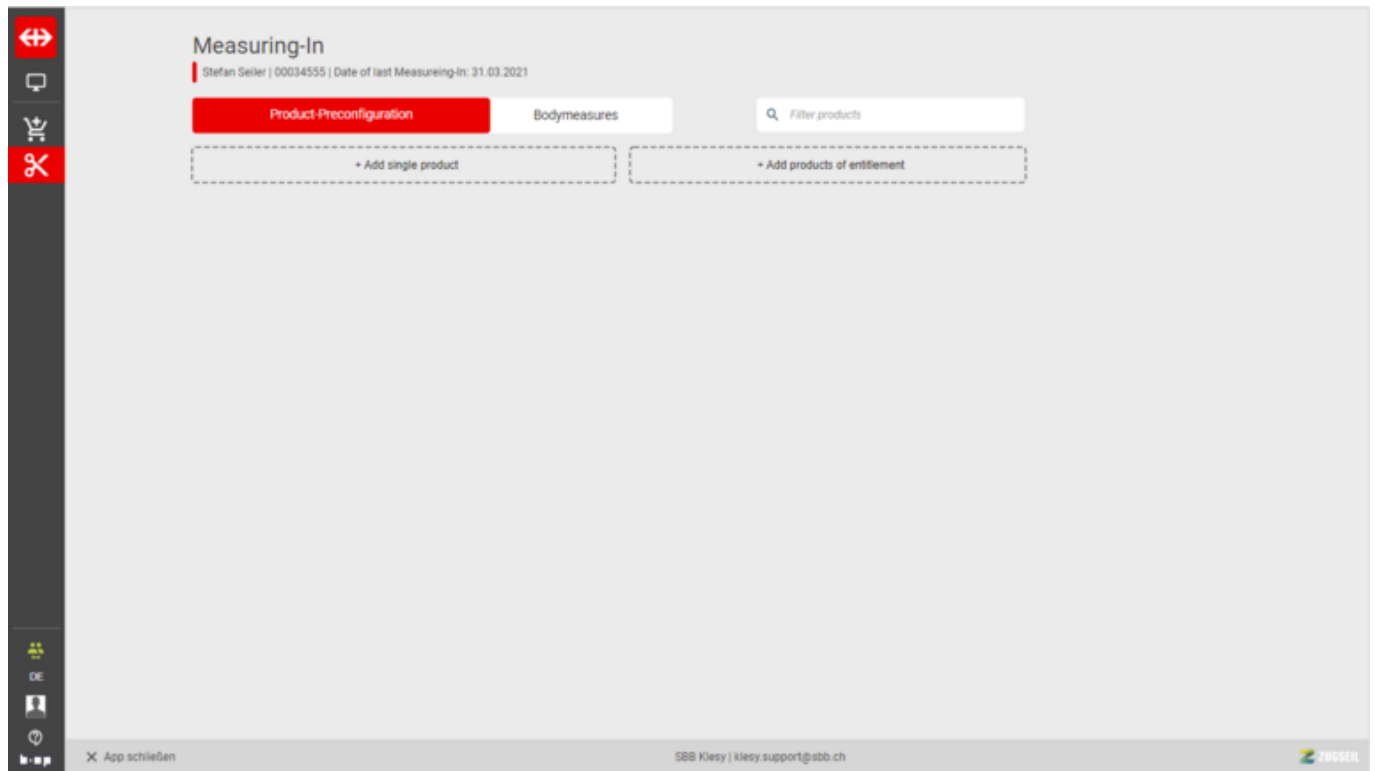 Measuring-In
Stefan Seiler | 00034555 | Date of last Measureing-In: 31.03.2021
Product-Preconfiguration
Bodymeasures
Filter products
+ Add single product
+ Add products of entitlement
DE
App schließen
SBB Klesy | klesy.support@sbb.ch
ZUGSEIL